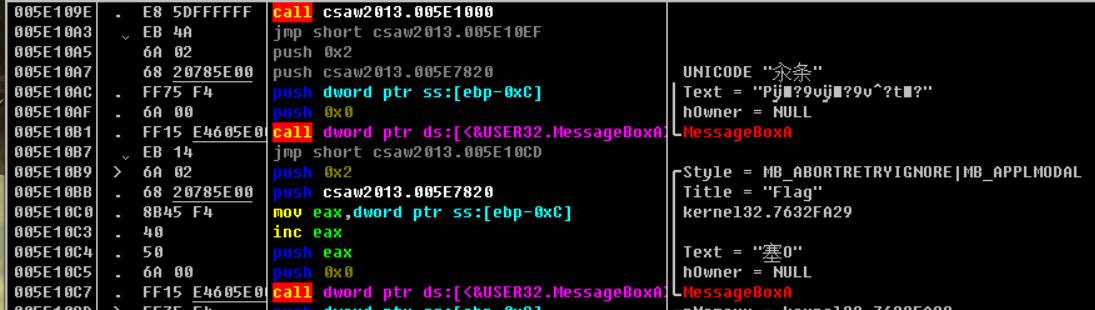 005E109E . E8 5DFFFFFF call csaw2013.005E1000
005E10A3 EB 4A jmp short csaw2013.005E10EF
005E10A5 6A 02 push 0x2
005E10A7 68 20785E00 push csaw2013.005E7820 UNICODE "汆条"
005E10AC . FF75 F4 push dword ptr ss:[ebp-0xC] Text =
005E10AF . 6A 00 push 0x0 hOwner = NULL
005E10B1 . FF15 E4605E0 call dword ptr ds:[<&USER32.MessageBoxA MessageBoxA
005E10B7 EB 14 jmp short csaw2013.005E10CD
005E10B9 > 6A 02 push 0x2 Style = MB_ABORTRETRYIGNORE|MB_APPLMODAL
005E10BB . 68 20785E00 push csaw2013.005E7820 Title = "Flag"
005E10C0 . 8B45 F4 mov eax,dword ptr ss:[ebp-0xC] kernel32.7632FA29
005E10C3 . 40 inc eax
005E10C4 . 50 push eax Text = "塞O"
005E10C5 . 6A 00 push 0x0 hOwner = NULL
005E10C7 . FF15 E4605E0 call dword ptr ds:[<&USER32.MessageBoxA MessageBoxA